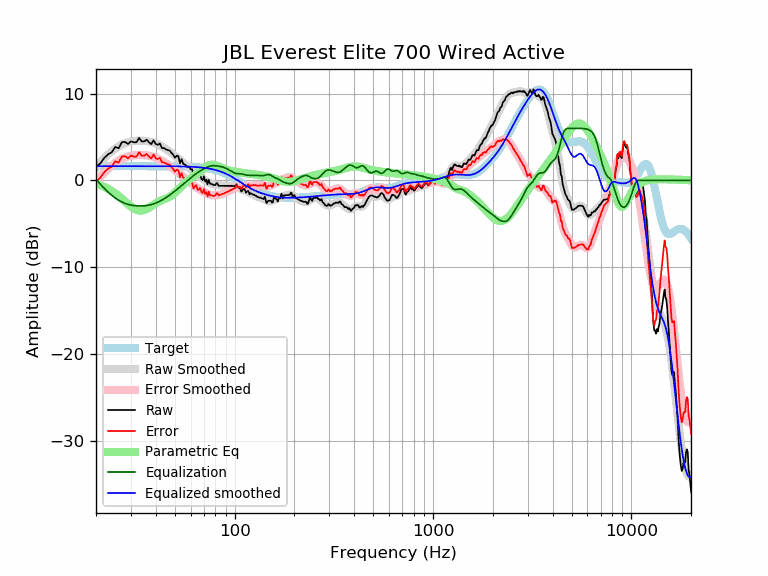 JBL Everest Elite 700 Wired Active
10
0
−10
−20
−30
Amplitude (dBr)
Target
Raw Smoothed
Error Smoothed
Raw
Error
Parametric Eq
Equalization
Equalized smoothed
100
1000
10000
Frequency (Hz)